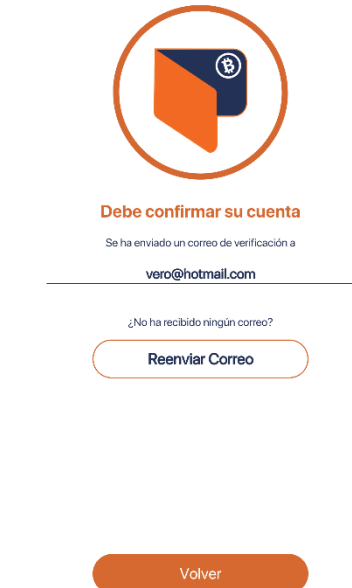 Debe confirmar su cuenta
Se ha enviado un correo de verificación a
vero@hotmail.com
¿No ha recibido ningún correo?
Reenviar Correo
Volver